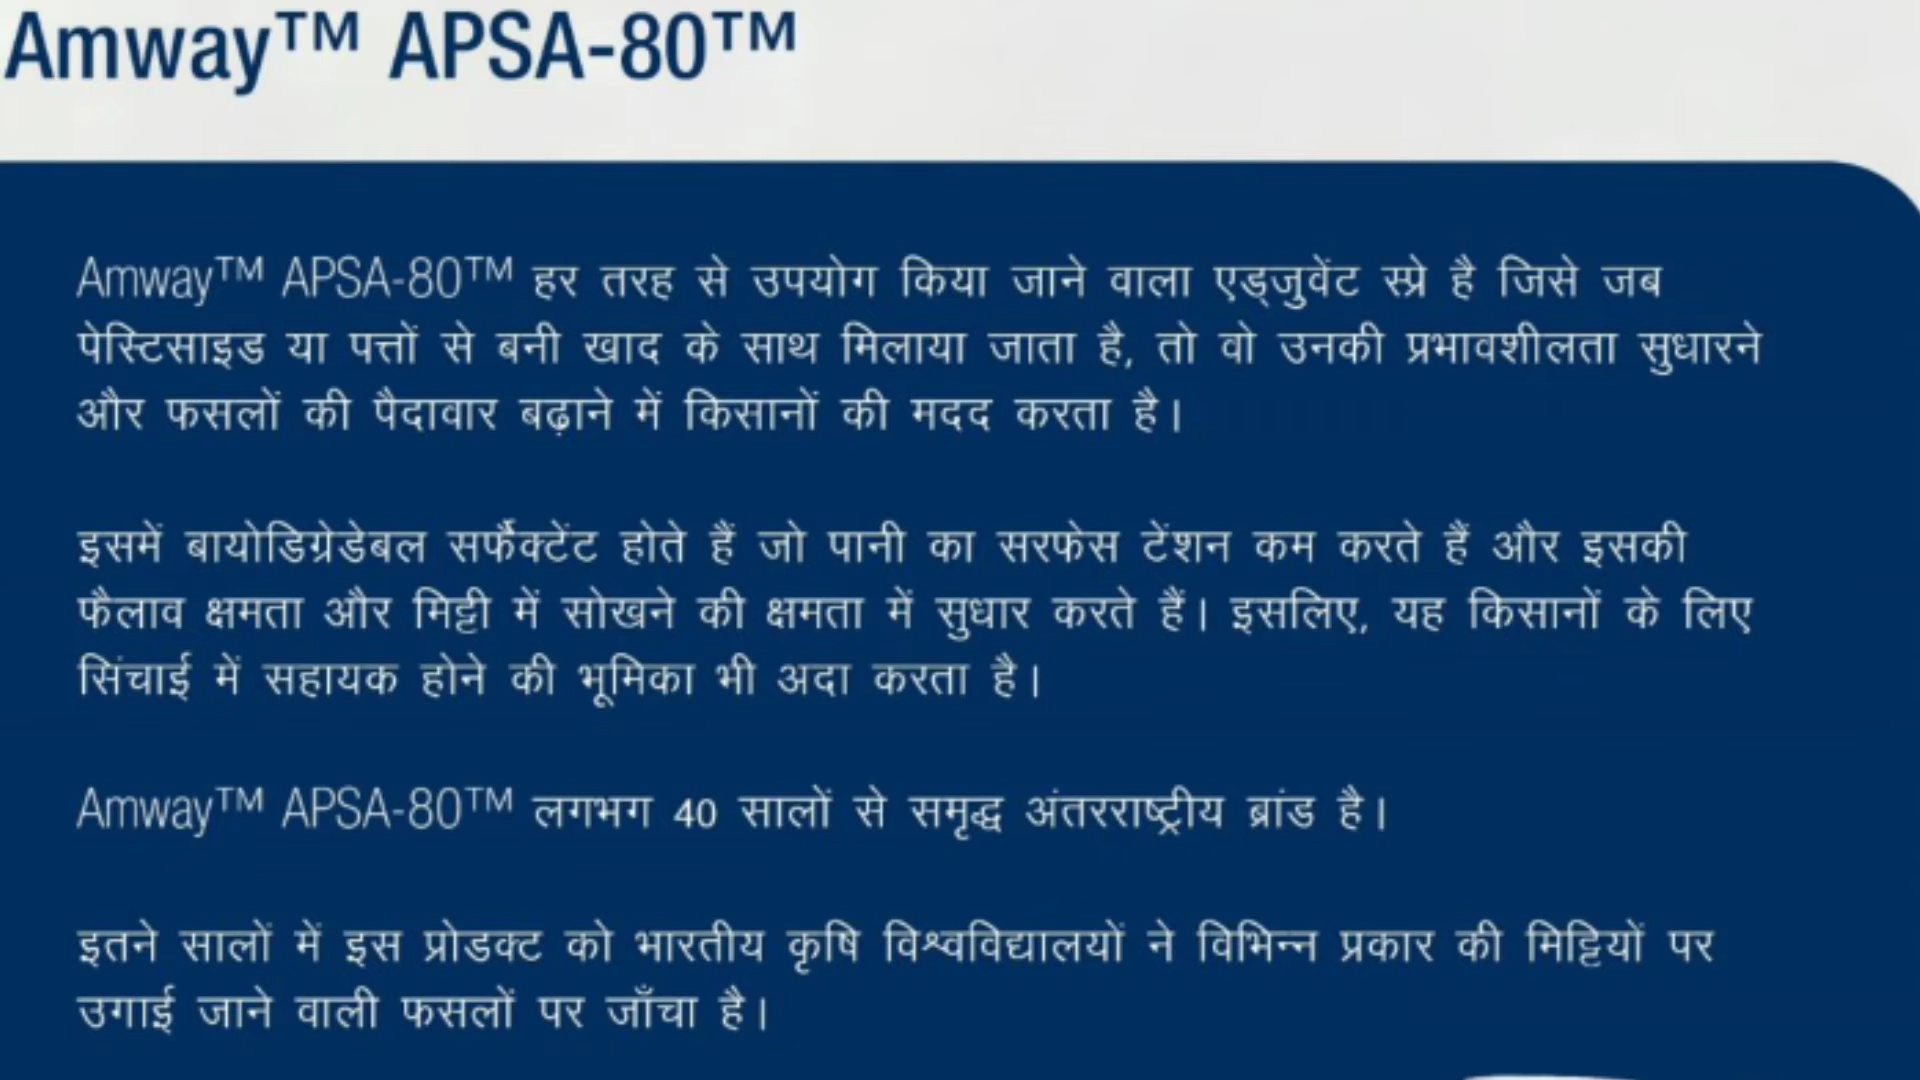 Amway™ APSA-80™
Amway™ APSA-80™ हर तरह से उपयोग किया जाने वाला एड्जुवेंट स्प्रे है जिसे जब
पेस्टिसाइड या पत्तों से बनी खाद के साथ मिलाया जाता है, तो वो उनकी प्रभावशीलता सुधारने
और फसलों की पैदावार बढ़ाने में किसानों की मदद करता है।
इसमें बायोडिग्रेडेबल सर्फैक्टेंट होते हैं जो पानी का सरफेस टेंशन कम करते हैं और इसकी
फैलाव क्षमता और मिट्टी में सोखने की क्षमता में सुधार करते हैं। इसलिए, यह किसानों के लिए
सिंचाई में सहायक होने की भूमिका भी अदा करता है।
Amway™ APSA-80™ लगभग 40 सालों से समृद्ध अंतरराष्ट्रीय ब्रांड है।
इतने सालों में इस प्रोडक्ट को भारतीय कृषि विश्वविद्यालयों ने विभिन्न प्रकार की मिट्टियों पर
उगाई जाने वाली फसलों पर जाँचा है।